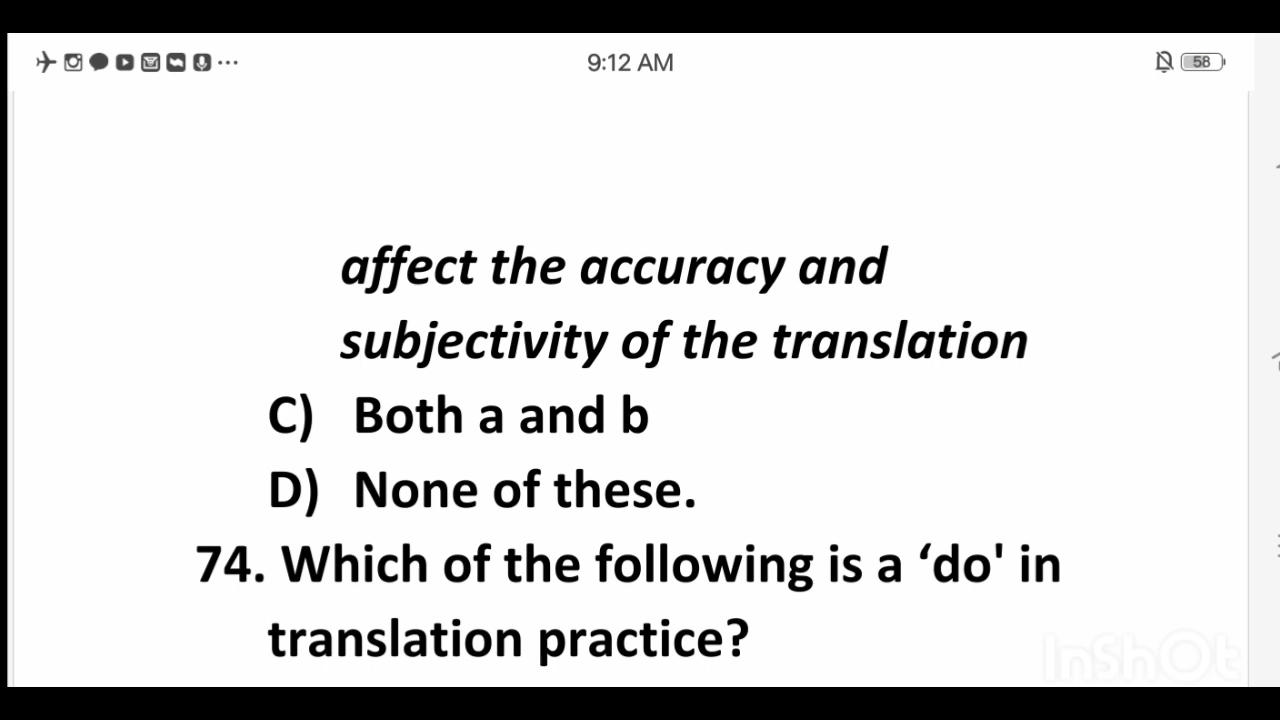 9:12 AM
58
affect the accuracy and
subjectivity of the translation
C) Both a and b
D) None of these.
74. Which of the following is a ‘do' in
translation practice?
InShOt